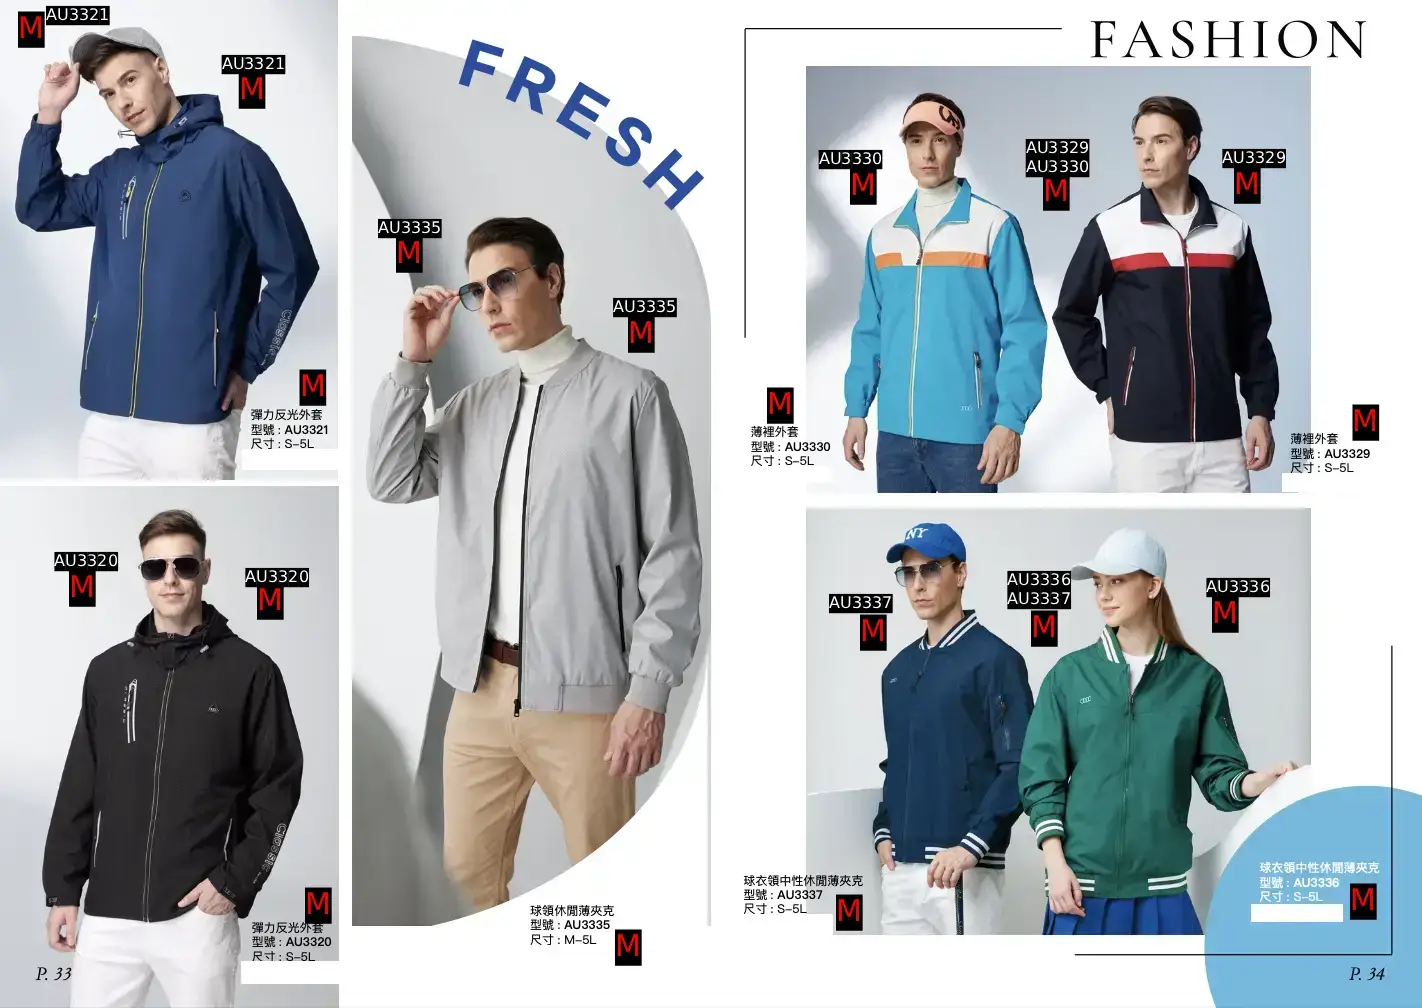 M
AU3321
AU3321
M
M
彈力反光外套
型號 : AU3321
尺寸 : S-5L
AU3320
M
AU3320
M
M
彈力反光外套
型號 : AU3320
尺寸 : S-5L
P. 33
FRESH
AU3335
M
AU3335
M
球領休閒薄夾克
型號 : AU3335
尺寸 : M-5L
M
FASHION
AU3330
M
AU3329
AU3330
M
AU3329
M
M
薄裡外套
型號 : AU3330
尺寸 : S-5L
M
薄裡外套
型號 : AU3329
尺寸 : S-5L
NY
AU3337
M
AU3336
AU3337
M
AU3336
M
球衣領中性休閒薄夾克
型號 : AU3337
尺寸 : S-5L
M
球衣領中性休閒薄夾克
型號 : AU3336
尺寸 : S-5L
M
P. 34